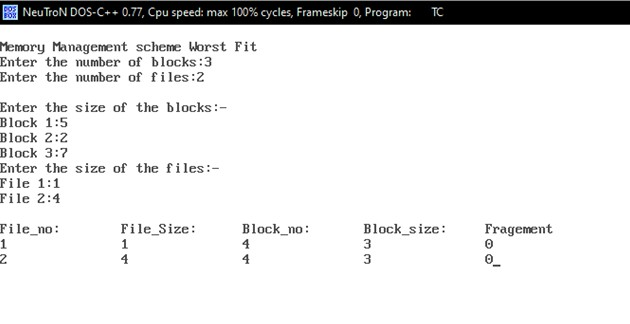 NeuTroN DOS-C++ 0.77, Cpu speed: max 100% cycles, Frameskip 0, Program: TC
Memory Management scheme Worst Fit
Enter the number of blocks:3
Enter the number of files:2
Enter the size of the blocks:-
Block 1:5
Block 2:2
Block 3:7
Enter the size of the files:-
File 1:1
File 2:4
File_no: File_Size: Block_no: Block_size: Fragement
1 1 4 3 0
2 4 4 3 0_